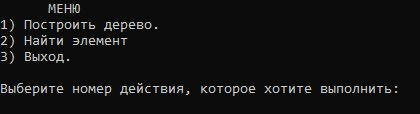 МЕНЮ
1) Построить дерево.
2) Найти элемент
3) Выход.
Выберите номер действия, которое хотите выполнить: